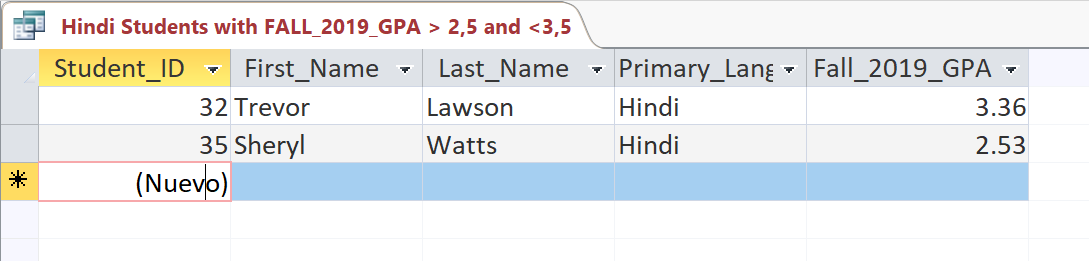 Hindi Students with FALL_2019_GPA > 2,5 and <3,5
Student_ID First_Name Last_Name Primary_Lang Fall_2019_GPA
32 Trevor Lawson Hindi 3.36
35 Sheryl Watts Hindi 2.53
* (Nuevo)